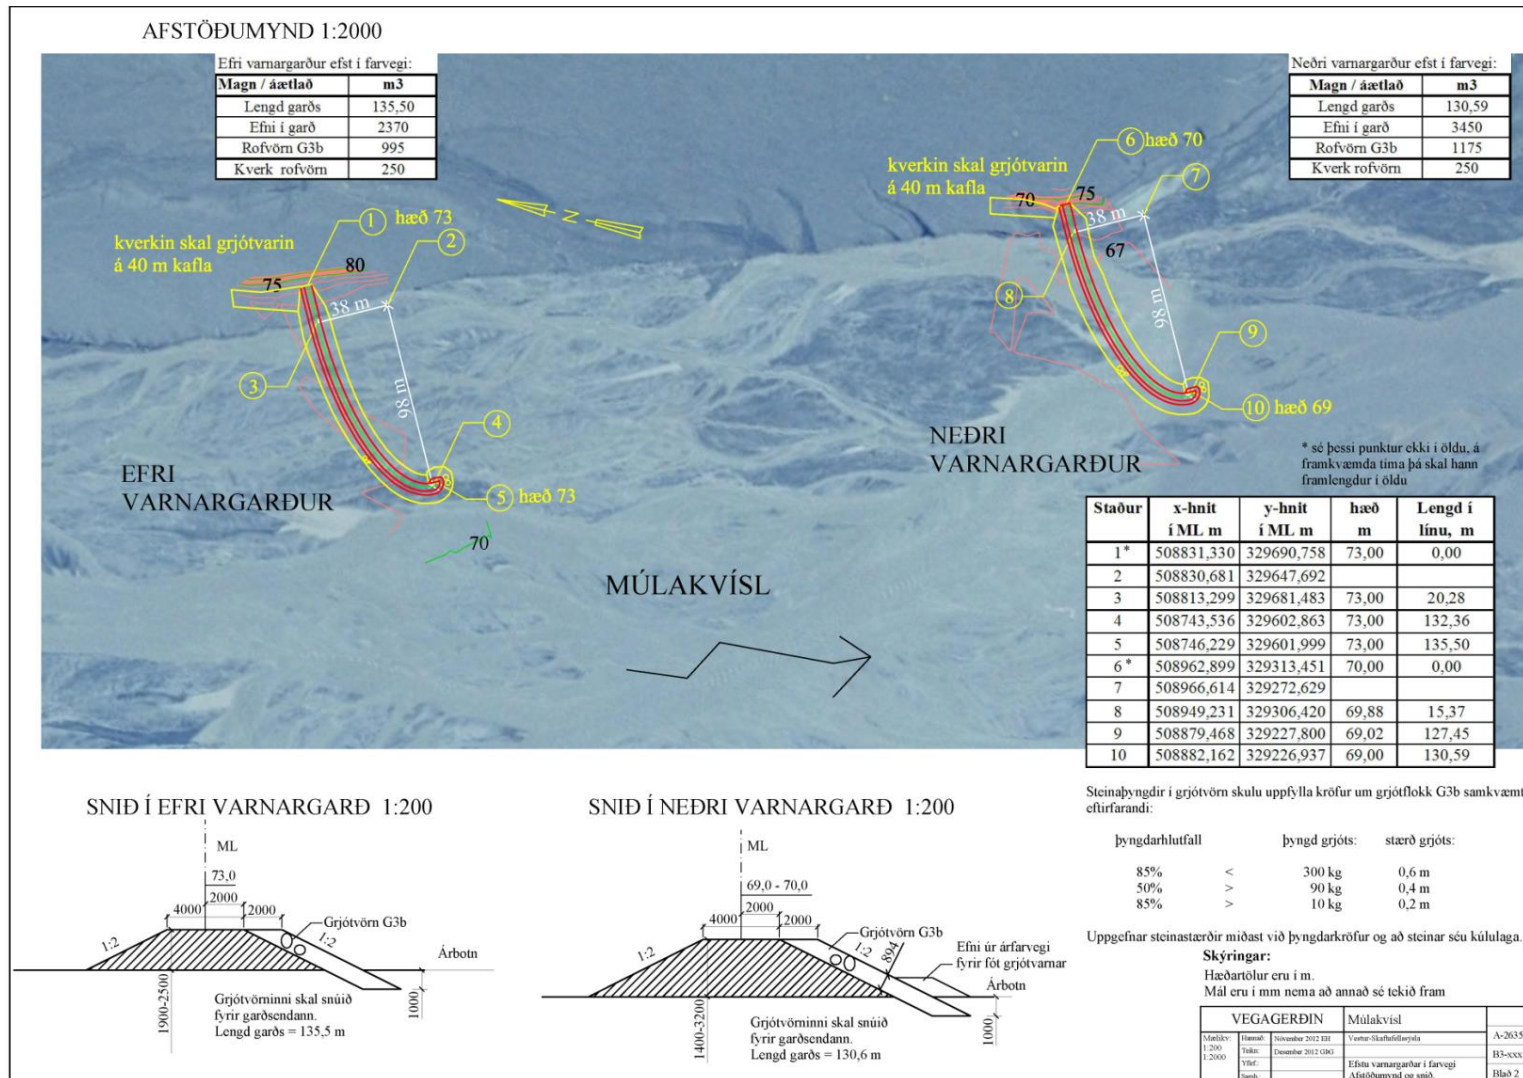 AFSTÖÐUMYND 1:2000
Efri varnargarður efst í farvegi:
Magn / áætlað m3
Lengd garðs 135,50
Efni í garð 2370
Rofvörn G3b 995
Kverk rofvörn 250
Neðri varnargarður efst í farvegi:
Magn / áætlað m3
Lengd garðs 130,59
Efni í garð 3450
Rofvörn G3b 1175
Kverk rofvörn 250
kverkin skal grjótvarin
á 40 m kafla
1 hæð 73
2
80
75
38 m
98 m
3
4
5 hæð 73
70
N
EFRI
VARNARGARÐUR
kverkin skal grjótvarin
á 40 m kafla
6 hæð 70
7
70
75
38 m
67
98 m
8
9
10 hæð 69
NEÐRI
VARNARGARÐUR
MÚLAKVÍSL
* sé þessi punktur ekki í öldu, á
framkvæmda tíma þá skal hann
framlengdur í öldu
Staður x-hnit í ML m y-hnit í ML m hæð m Lengd í línu, m
1* 508831,330 329690,758 73,00 0,00
2 508830,681 329647,692
3 508813,299 329681,483 73,00 20,28
4 508743,536 329602,863 73,00 132,36
5 508746,229 329601,999 73,00 135,50
6* 508962,899 329313,451 70,00 0,00
7 508966,614 329272,629
8 508949,231 329306,420 69,88 15,37
9 508879,468 329227,800 69,02 127,45
10 508882,162 329226,937 69,00 130,59
SNIÐ Í EFRI VARNARGARÐ 1:200
ML
73,0
2000
4000 2000
Grjótvörn G3b
1:2
1:2
Árbotn
1900-2500
1000
Grjótvörninni skal snúið
fyrir garðsendann.
Lengd garðs = 135,5 m
SNIÐ Í NEÐRI VARNARGARÐ 1:200
ML
69,0 - 70,0
2000
4000 2000
Grjótvörn G3b
1:2
1:2
894
Efni úr árfarvegi
fyrir fót grjótvarnar
Árbotn
1400-3200
1000
Grjótvörninni skal snúið
fyrir garðsendann.
Lengd garðs = 130,6 m
Steinaþyngdir í grjótvörn skulu uppfylla kröfur um grjótflokk G3b samkvæmt
eftirfarandi:
þyngdarhlutfall þyngd grjóts: stærð grjóts:
85% < 300 kg 0,6 m
50% > 90 kg 0,4 m
85% > 10 kg 0,2 m
Uppgefnar steinastærðir miðast við þyngdarkröfur og að steinar séu kúlulaga.
Skýringar:
Hæðartölur eru í m.
Mál eru í mm nema að annað sé tekið fram
VEGAGERÐIN Múlakvísl
Mælikv: Hannað: Nóvember 2012 EH Vestur-Skaftafellssýsla A-2635
1:200 Teikn: Desember 2012 GÞG B3-xxx
1:2000 Yfirf: Efstu varnargarðar í farvegi
Samþ: Afstöðumynd og snið. Blað 2